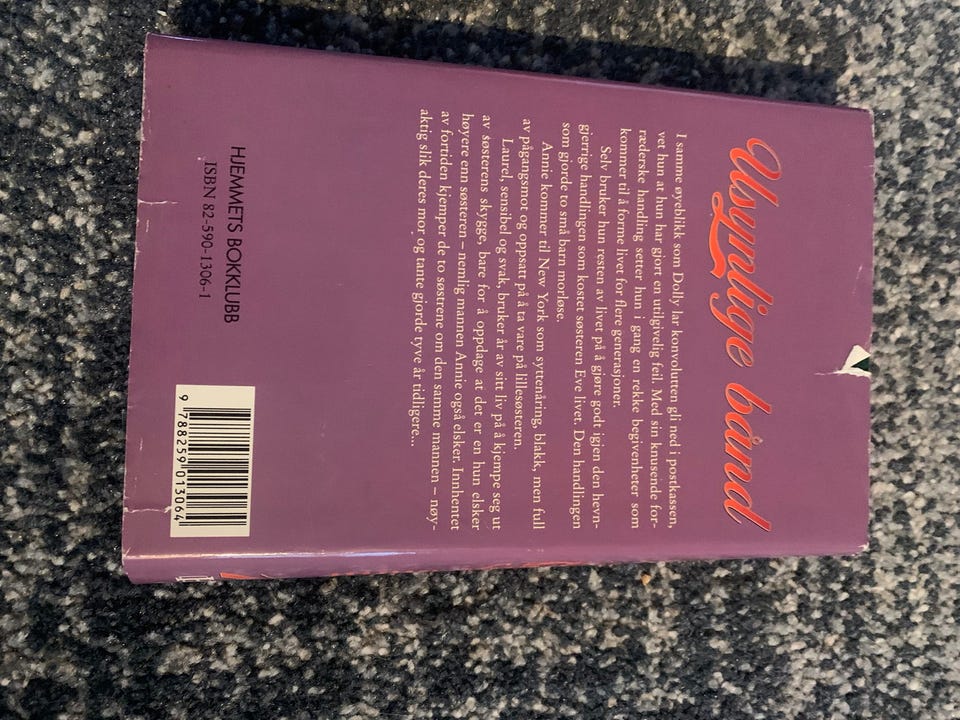 Usynlige bånd
I samme øyeblikk som Dolly lar konvolutten gli ned i postkassen,
vet hun at hun har gjort en utilgivelig feil. Med sin knusende for-
ræderske handling setter hun i gang en rekke begivenheter som
kommer til å forme livet for flere generasjoner.
Selv bruker hun resten av livet på å gjøre godt igjen den hevn-
gjerrige handlingen som kostet søsteren Eve livet. Den handlingen
som gjorde to små barn morløse.
Annie kommer til New York som syttenåring, blakk, men full
av pågangsmot og oppsatt på å ta vare på lillesøsteren.
Laurel, sensibel og svak, bruker år av sitt liv på å kjempe seg ut
av søsterens skygge, bare for å oppdage at det er en hun elsker
høyere enn søsteren – nemlig mannen Annie også elsker. Innhentet
av fortiden kjemper de to søstrene om den samme mannen – nøy-
aktig slik deres mor og tante gjorde tyve år tidligere...
HJEMMETS BOKKLUBB
ISBN 82-590-1306-1
9 788259 013064